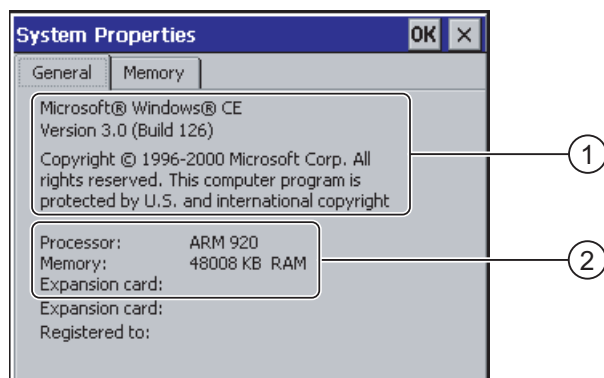 System Properties OK ×
General Memory
Microsoft® Windows® CE
Version 3.0 (Build 126)
Copyright © 1996-2000 Microsoft Corp. All
rights reserved. This computer program is
protected by U.S. and international copyright
1
Processor: ARM 920
Memory: 48008 KB RAM
Expansion card:
2
Expansion card:
Registered to: